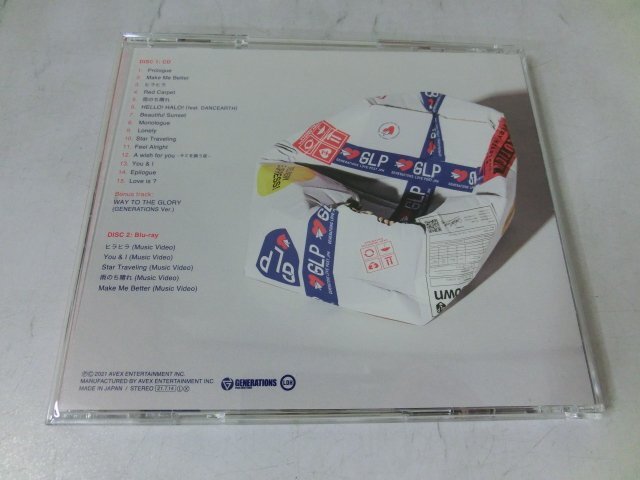 DISC 1: CD
1. Prologue
2. Make Me Better
3. ヒラヒラ
4. Red Carpet
5. 雨のち晴れ
6. HELLO! HALO! (feat. DANCEARTH)
7. Beautiful Sunset
8. Monologue
9. Lonely
10. Star Traveling
11. Feel Alright
12. A wish for you
13. You & I
14. Epilogue
15. Love is ?
Bonus track:
WAY TO THE GLORY
(GENERATIONS Ver.)
DISC 2: Blu-ray
ヒラヒラ (Music Video)
You & I (Music Video)
Star Traveling (Music Video)
雨のち晴れ (Music Video)
Make Me Better (Music Video)
℗© 2021 AVEX ENTERTAINMENT INC.
MANUFACTURED BY AVEX ENTERTAINMENT INC.
MADE IN JAPAN / STEREO 21.7.14 Ⓛ Ⓧ
GENERATIONS
LDH
GLP
GLP
GLP
GLP